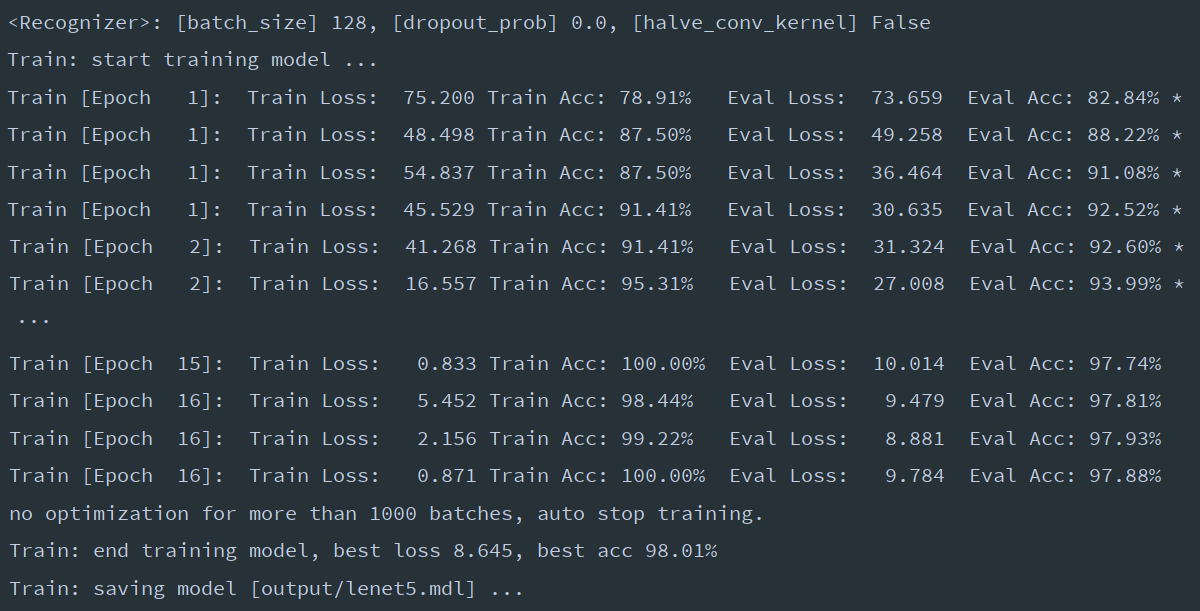 <Recognizer>: [batch_size] 128, [dropout_prob] 0.0, [halve_conv_kernel] False
Train: start training model ...
Train [Epoch   1]:  Train Loss:  75.200 Train Acc: 78.91%   Eval Loss:  73.659  Eval Acc: 82.84% *
Train [Epoch   1]:  Train Loss:  48.498 Train Acc: 87.50%   Eval Loss:  49.258  Eval Acc: 88.22% *
Train [Epoch   1]:  Train Loss:  54.837 Train Acc: 87.50%   Eval Loss:  36.464  Eval Acc: 91.08% *
Train [Epoch   1]:  Train Loss:  45.529 Train Acc: 91.41%   Eval Loss:  30.635  Eval Acc: 92.52% *
Train [Epoch   2]:  Train Loss:  41.268 Train Acc: 91.41%   Eval Loss:  31.324  Eval Acc: 92.60% *
Train [Epoch   2]:  Train Loss:  16.557 Train Acc: 95.31%   Eval Loss:  27.008  Eval Acc: 93.99% *
...
Train [Epoch  15]:  Train Loss:   0.833 Train Acc: 100.00%  Eval Loss:  10.014  Eval Acc: 97.74%
Train [Epoch  16]:  Train Loss:   5.452 Train Acc: 98.44%   Eval Loss:   9.479  Eval Acc: 97.81%
Train [Epoch  16]:  Train Loss:   2.156 Train Acc: 99.22%   Eval Loss:   8.881  Eval Acc: 97.93%
Train [Epoch  16]:  Train Loss:   0.871 Train Acc: 100.00%  Eval Loss:   9.784  Eval Acc: 97.88%
no optimization for more than 1000 batches, auto stop training.
Train: end training model, best loss 8.645, best acc 98.01%
Train: saving model [output/lenet5.mdl] ...